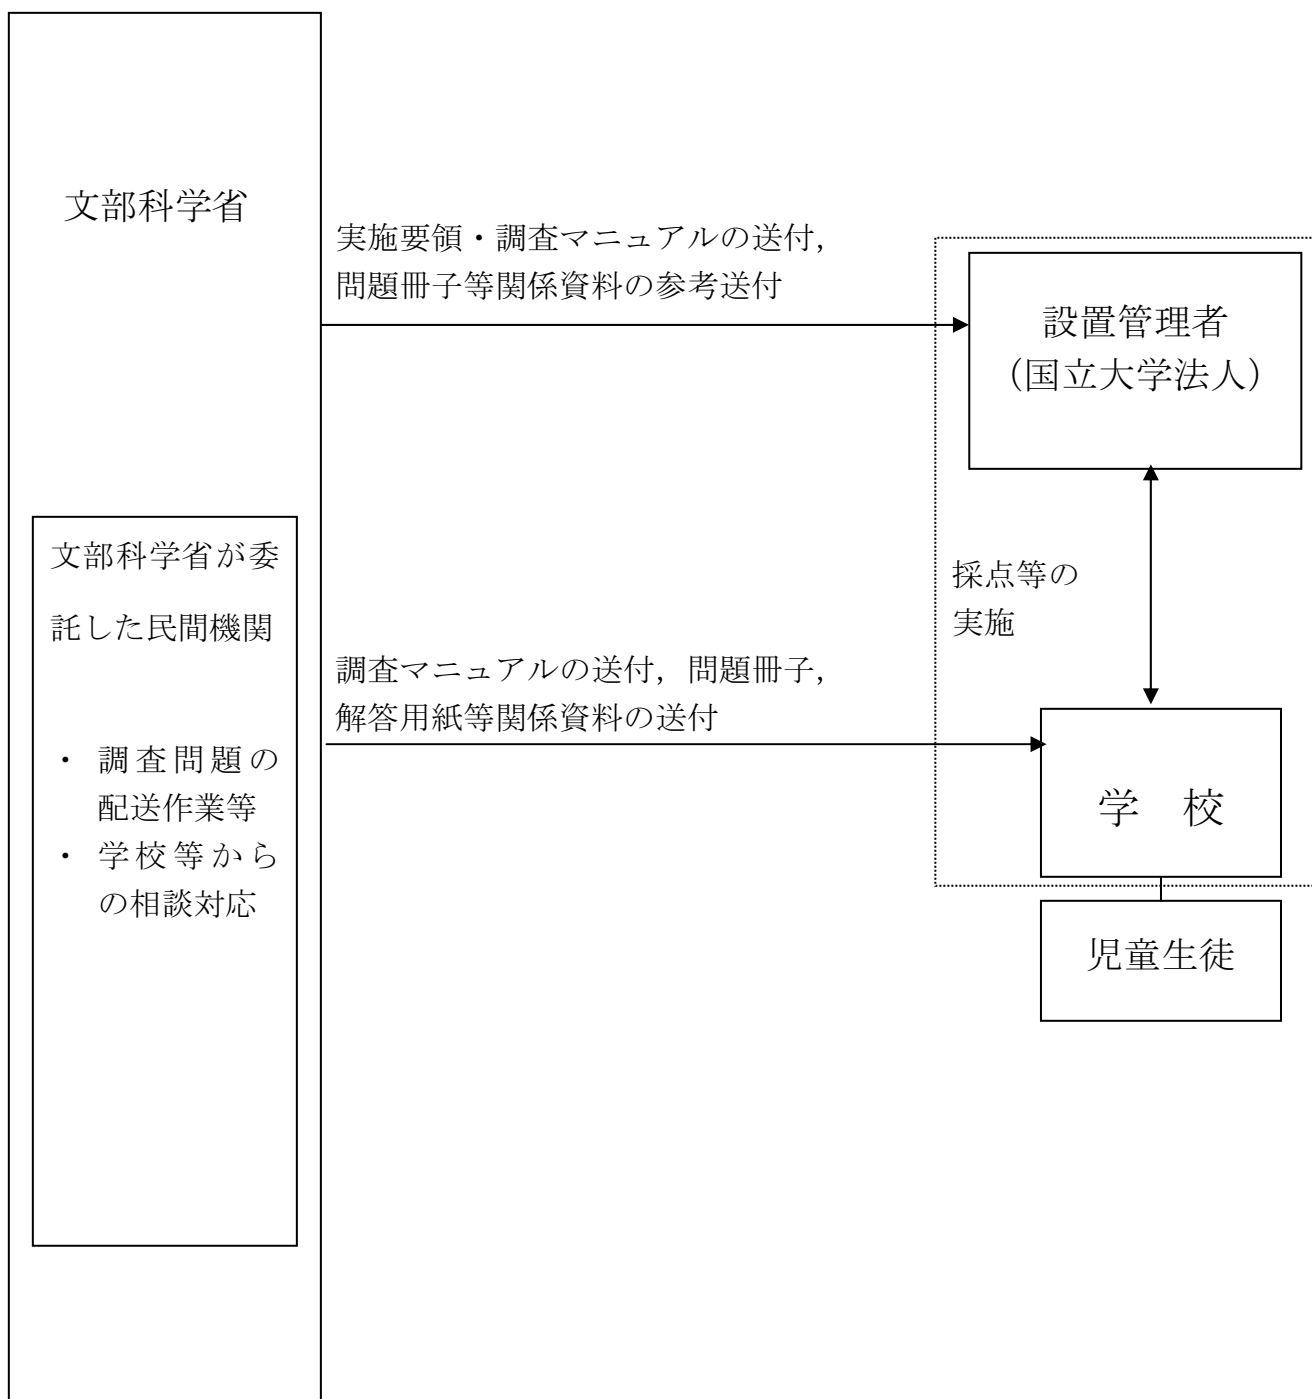 文部科学省
実施要領・調査マニュアルの送付，
問題冊子等関係資料の参考送付
設置管理者
（国立大学法人）
文部科学省が委
託した民間機関
・ 調査問題の
配送作業等
・ 学校等から
の相談対応
採点等の
実施
調査マニュアルの送付，問題冊子，
解答用紙等関係資料の送付
学　校
児童生徒